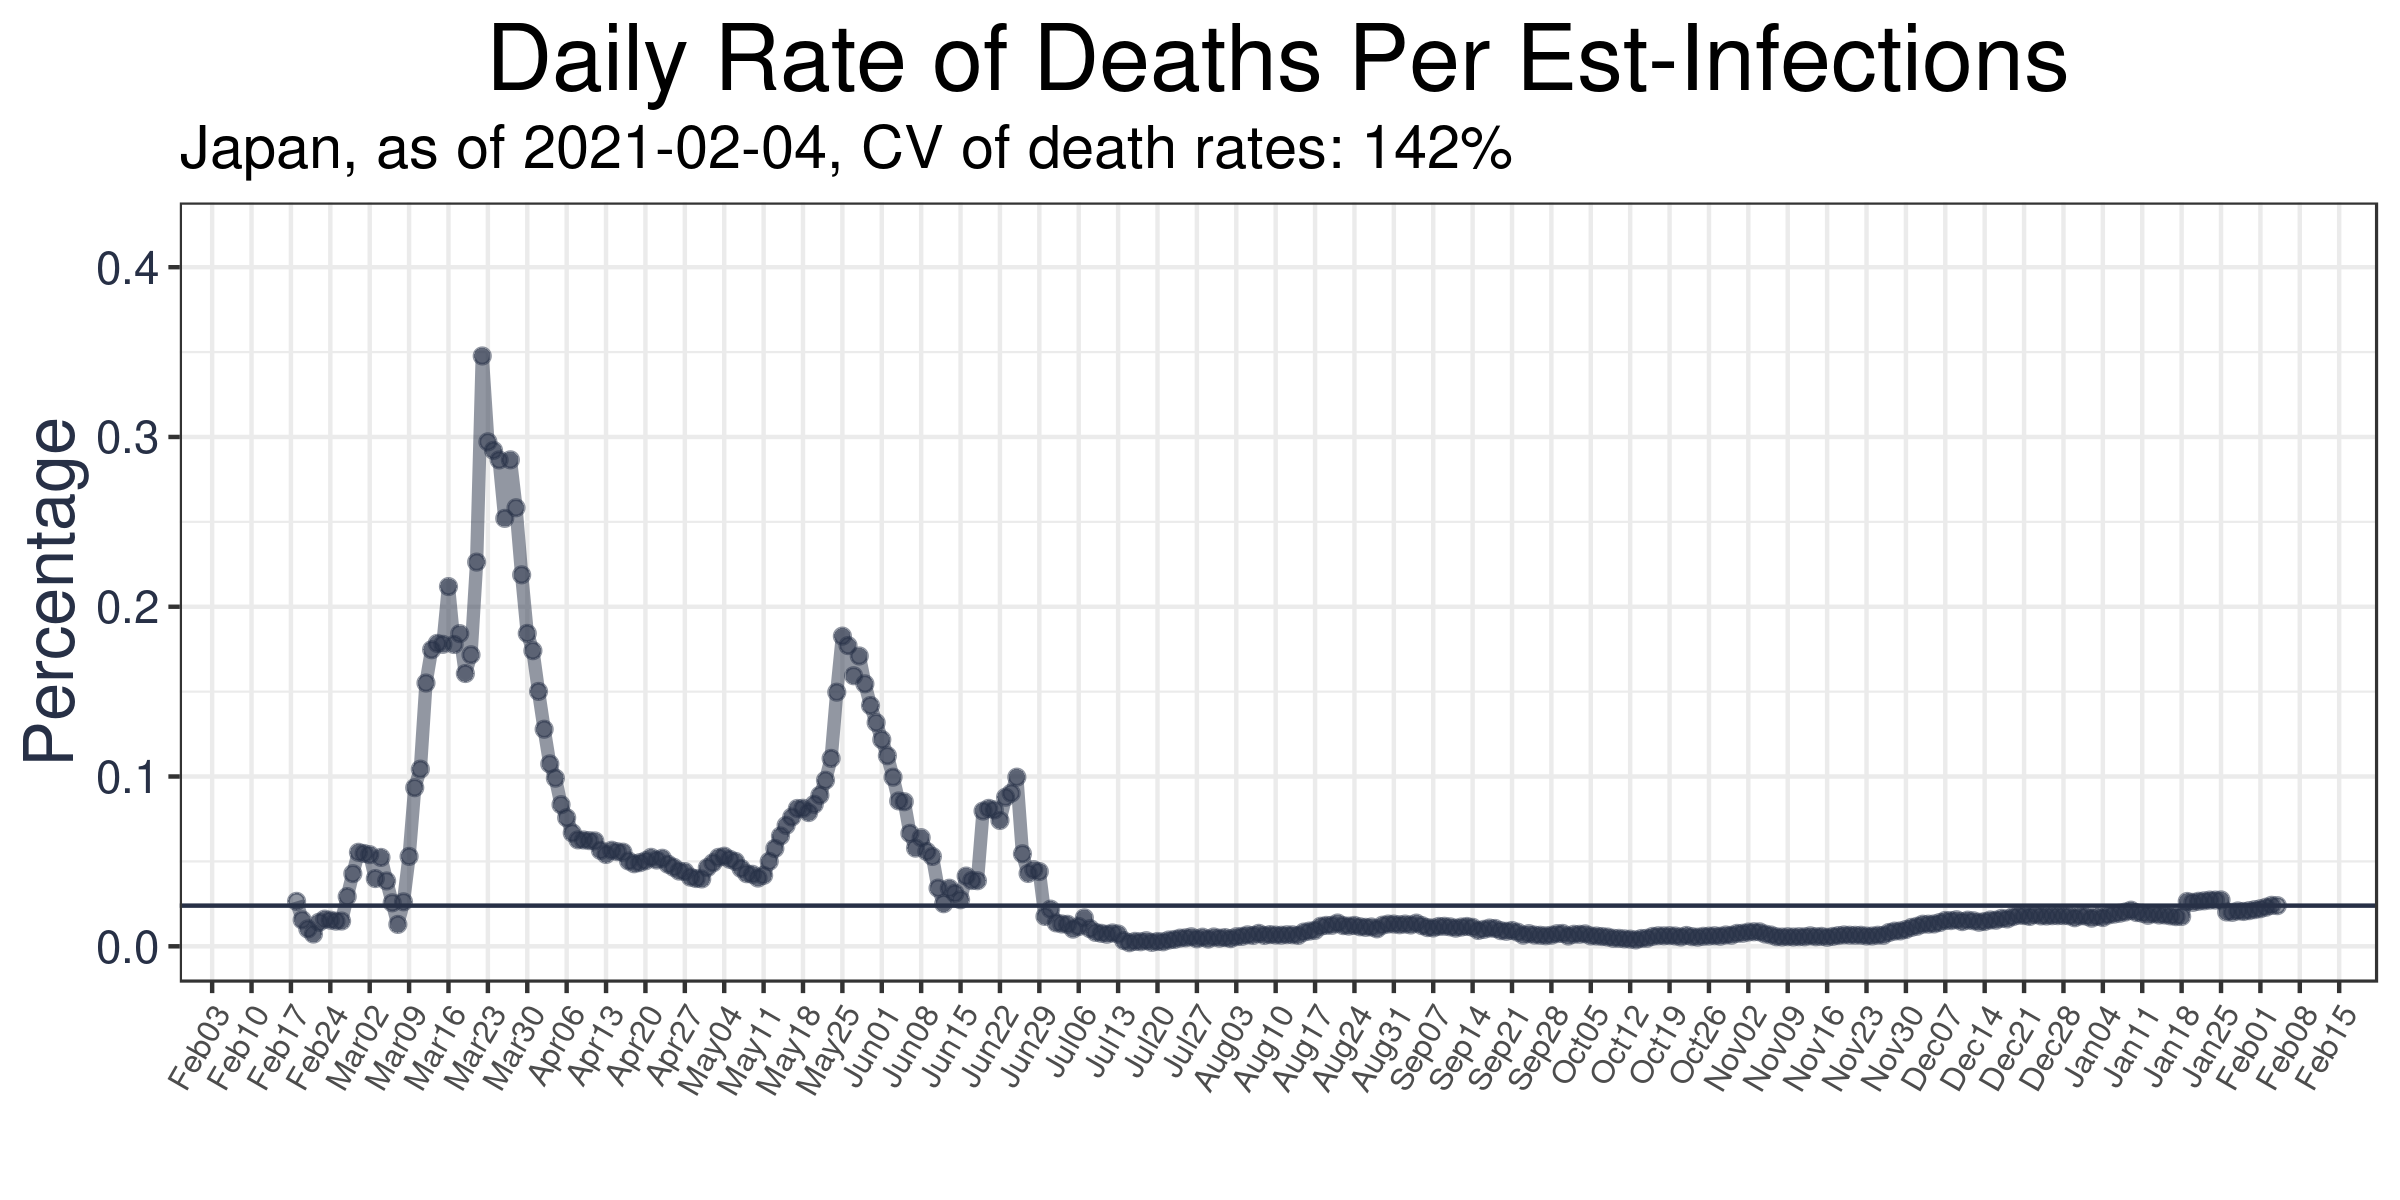 Daily Rate of Deaths Per Est-Infections
Japan, as of 2021-02-04, CV of death rates: 142%
Percentage
0.4
0.3
0.2
0.1
0.0
Feb03
Feb10
Feb17
Feb24
Mar02
Mar09
Mar16
Mar23
Mar30
Apr06
Apr13
Apr20
Apr27
May04
May11
May18
May25
Jun01
Jun08
Jun15
Jun22
Jun29
Jul06
Jul13
Jul20
Jul27
Aug03
Aug10
Aug17
Aug24
Aug31
Sep07
Sep14
Sep21
Sep28
Oct05
Oct12
Oct19
Oct26
Nov02
Nov09
Nov16
Nov23
Nov30
Dec07
Dec14
Dec21
Dec28
Jan04
Jan11
Jan18
Jan25
Feb01
Feb08
Feb15